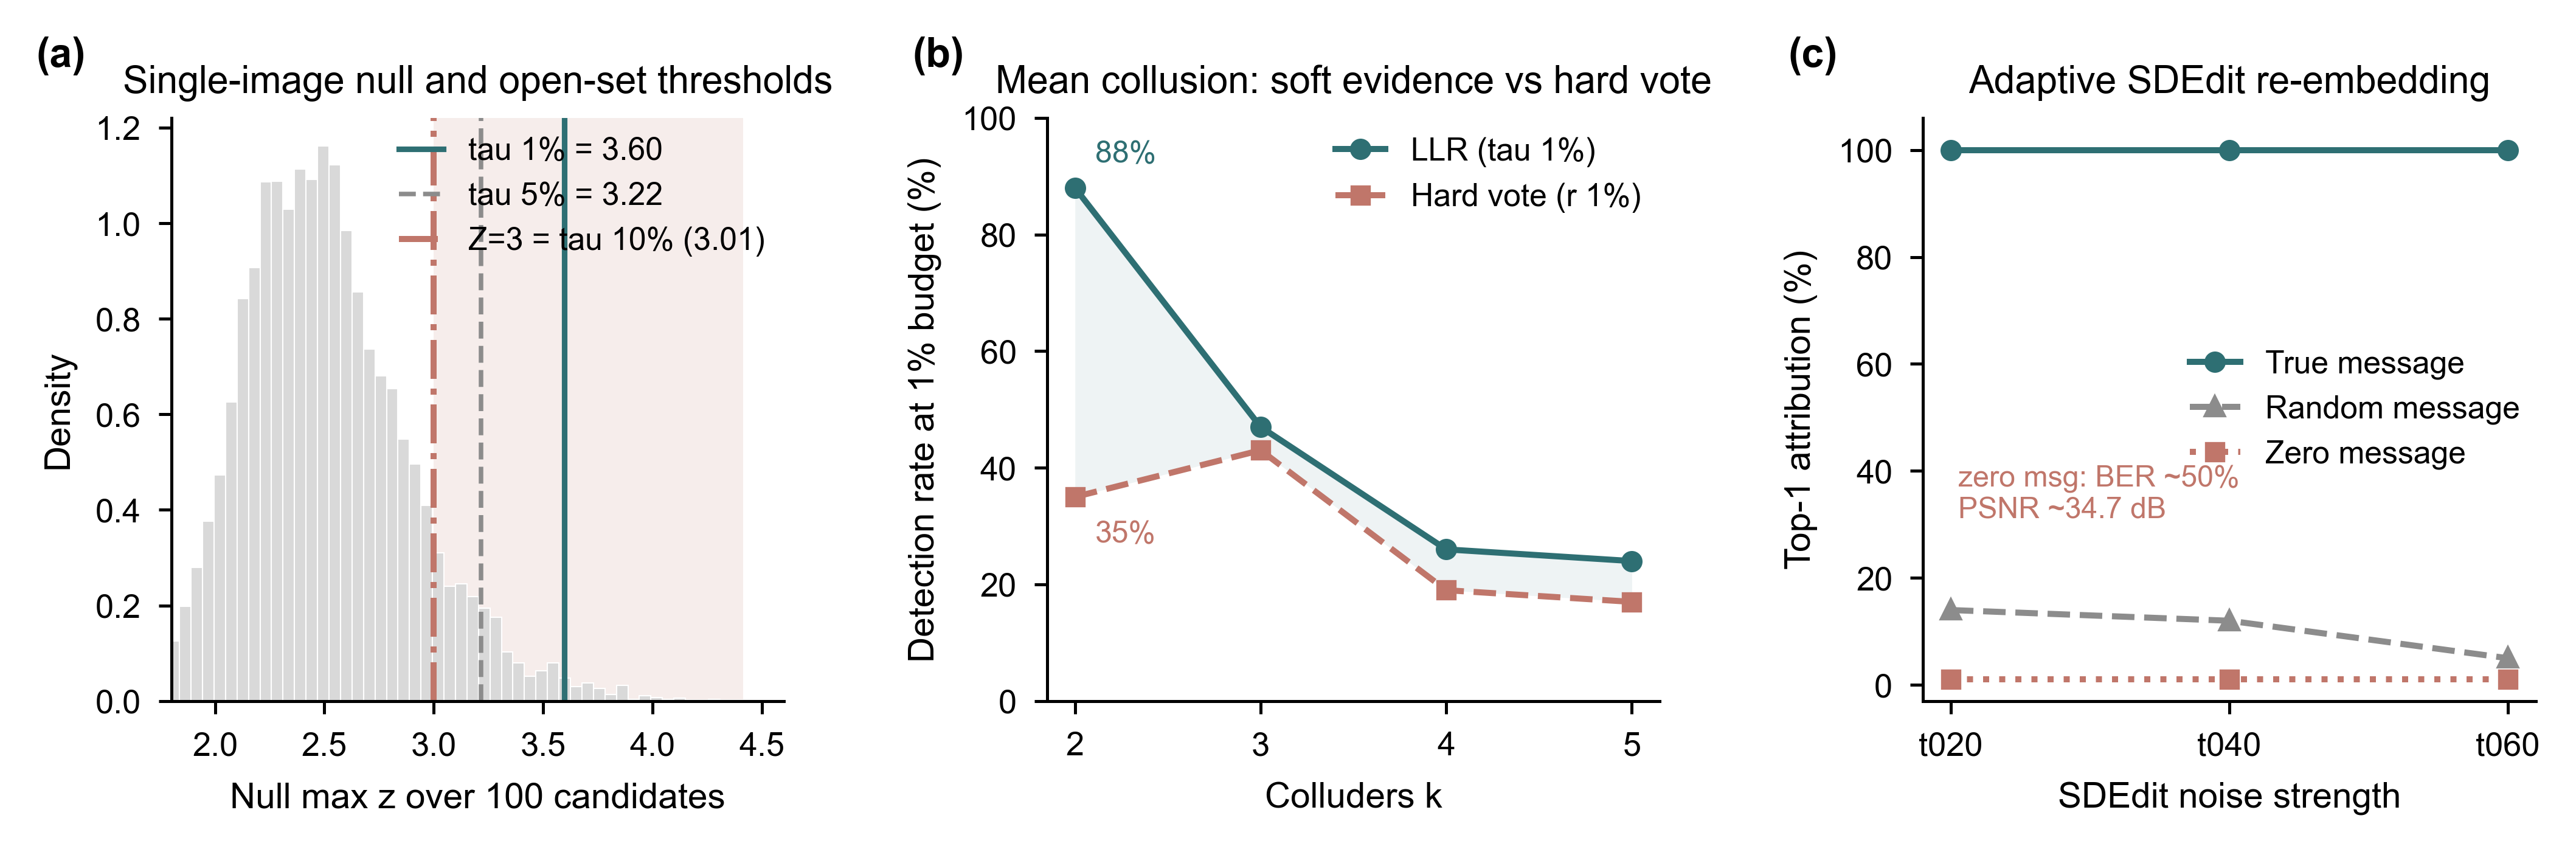 (a)
Single-image null and open-set thresholds
tau 1% = 3.60
tau 5% = 3.22
Z=3 = tau 10% (3.01)
Density
1.2
1.0
0.8
0.6
0.4
0.2
0.0
2.0 2.5 3.0 3.5 4.0 4.5
Null max z over 100 candidates
(b)
Mean collusion: soft evidence vs hard vote
LLR (tau 1%)
Hard vote (r 1%)
88%
35%
Detection rate at 1% budget (%)
100
80
60
40
20
0
2 3 4 5
Colluders k
(c)
Adaptive SDEdit re-embedding
Top-1 attribution (%)
100
80
60
40
20
0
True message
Random message
Zero message
zero msg: BER ~50%
PSNR ~34.7 dB
t020 t040 t060
SDEdit noise strength